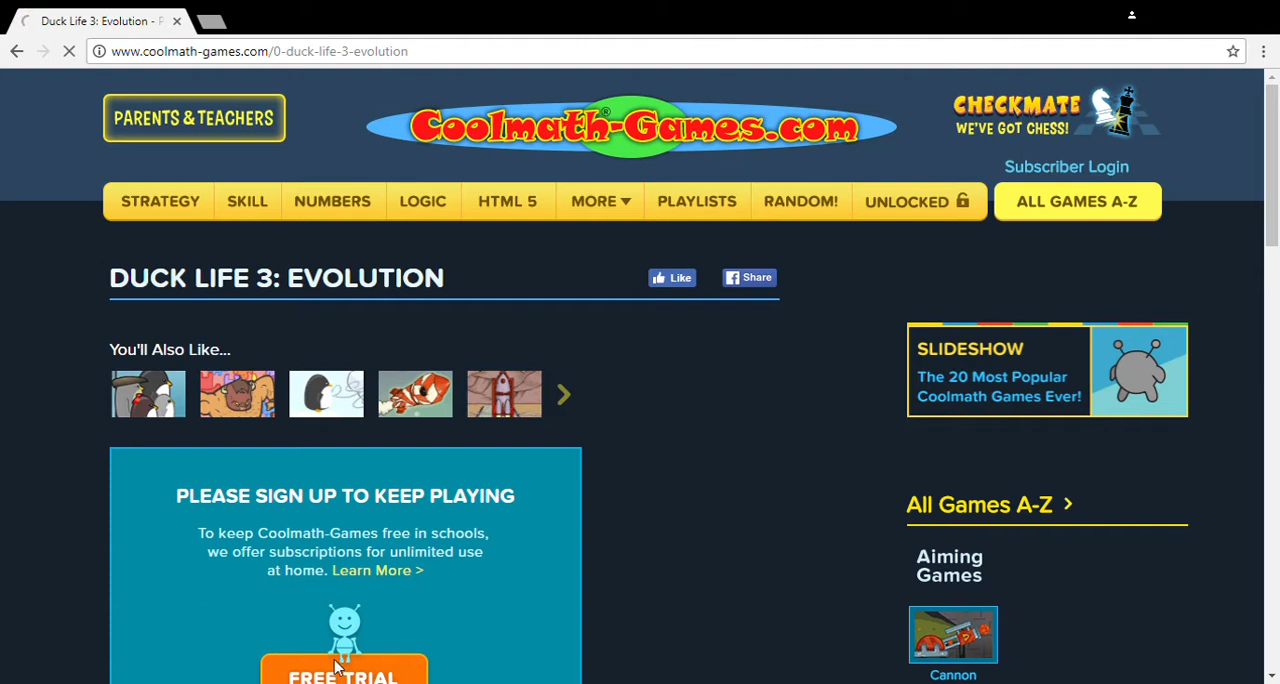 Duck Life 3: Evolution - P
www.coolmath-games.com/0-duck-life-3-evolution
PARENTS & TEACHERS
Coolmath-Games.com
CHECKMATE
WE'VE GOT CHESS!
Subscriber Login
STRATEGY SKILL NUMBERS LOGIC HTML 5 MORE PLAYLISTS RANDOM! UNLOCKED ALL GAMES A-Z
DUCK LIFE 3: EVOLUTION
Like
Share
You'll Also Like...
SLIDESHOW
The 20 Most Popular
Coolmath Games Ever!
PLEASE SIGN UP TO KEEP PLAYING
To keep Coolmath-Games free in schools,
we offer subscriptions for unlimited use
at home. Learn More >
FREE TRIAL
All Games A-Z >
Aiming
Games
Cannon